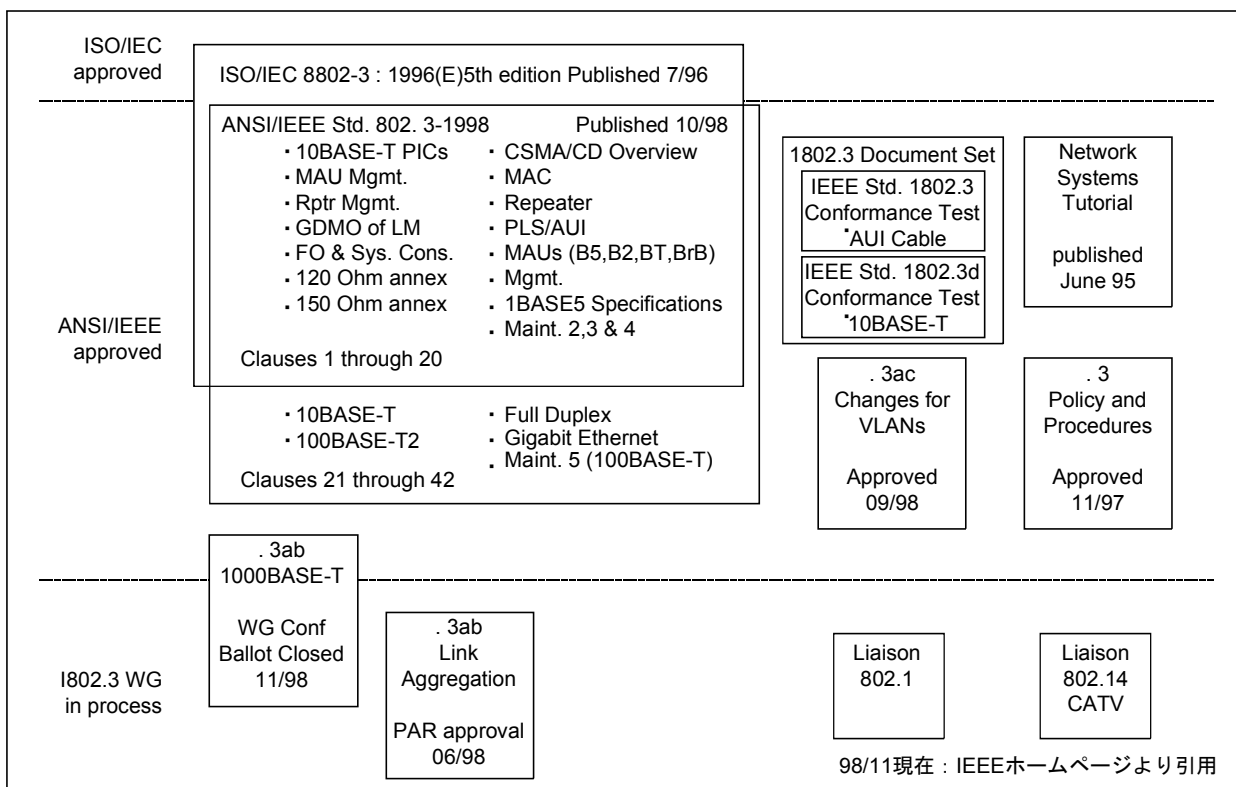 ISO/IEC
approved
ISO/IEC 8802-3 : 1996(E)5th edition Published 7/96
ANSI/IEEE
approved
ANSI/IEEE Std. 802. 3-1998 Published 10/98
・10BASE-T PICs
・MAU Mgmt.
・Rptr Mgmt.
・GDMO of LM
・FO & Sys. Cons.
・120 Ohm annex
・150 Ohm annex
・CSMA/CD Overview
・MAC
・Repeater
・PLS/AUI
・MAUs (B5,B2,BT,BrB)
・Mgmt.
・1BASE5 Specifications
・Maint. 2,3 & 4
Clauses 1 through 20
・10BASE-T
・100BASE-T2
・Full Duplex
・Gigabit Ethernet
・Maint. 5 (100BASE-T)
Clauses 21 through 42
1802.3 Document Set
IEEE Std. 1802.3
Conformance Test
・AUI Cable
IEEE Std. 1802.3d
Conformance Test
・10BASE-T
Network
Systems
Tutorial
published
June 95
. 3ac
Changes for
VLANs
Approved
09/98
. 3
Policy and
Procedures
Approved
11/97
I802.3 WG
in process
. 3ab
1000BASE-T
WG Conf
Ballot Closed
11/98
. 3ab
Link
Aggregation
PAR approval
06/98
Liaison
802.1
Liaison
802.14
CATV
98/11現在：IEEEホームページより引用